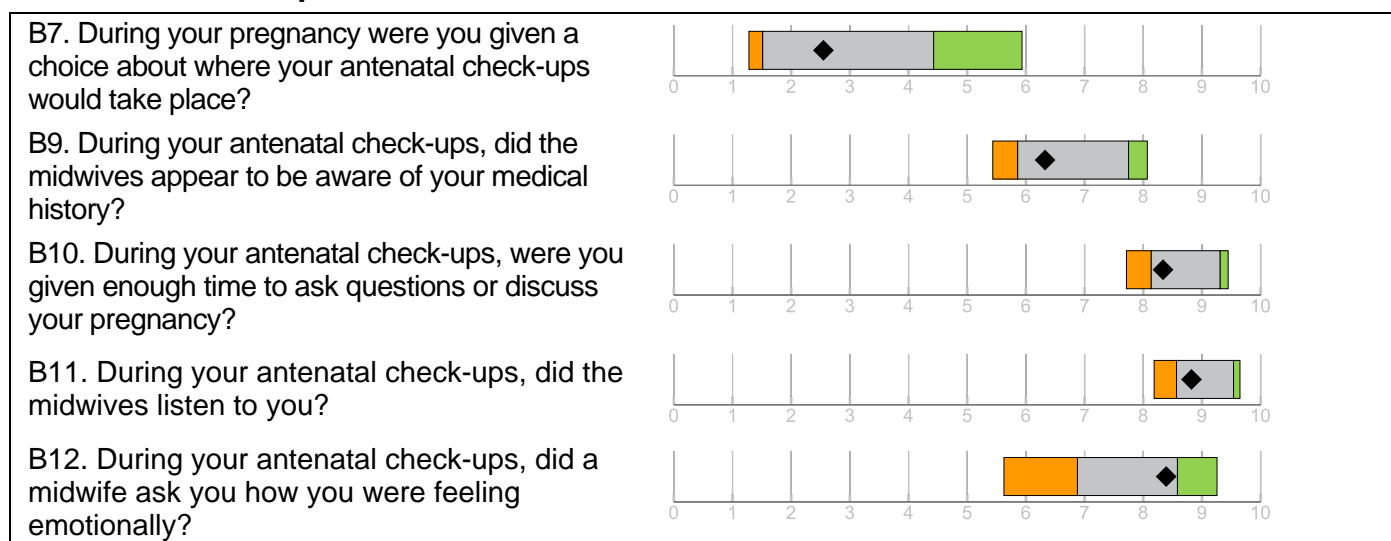 B7. During your pregnancy were you given a
choice about where your antenatal check-ups
would take place?
0 1 2 3 4 5 6 7 8 9 10
B9. During your antenatal check-ups, did the
midwives appear to be aware of your medical
history?
0 1 2 3 4 5 6 7 8 9 10
B10. During your antenatal check-ups, were you
given enough time to ask questions or discuss
your pregnancy?
0 1 2 3 4 5 6 7 8 9 10
B11. During your antenatal check-ups, did the
midwives listen to you?
0 1 2 3 4 5 6 7 8 9 10
B12. During your antenatal check-ups, did a
midwife ask you how you were feeling
emotionally?
0 1 2 3 4 5 6 7 8 9 10